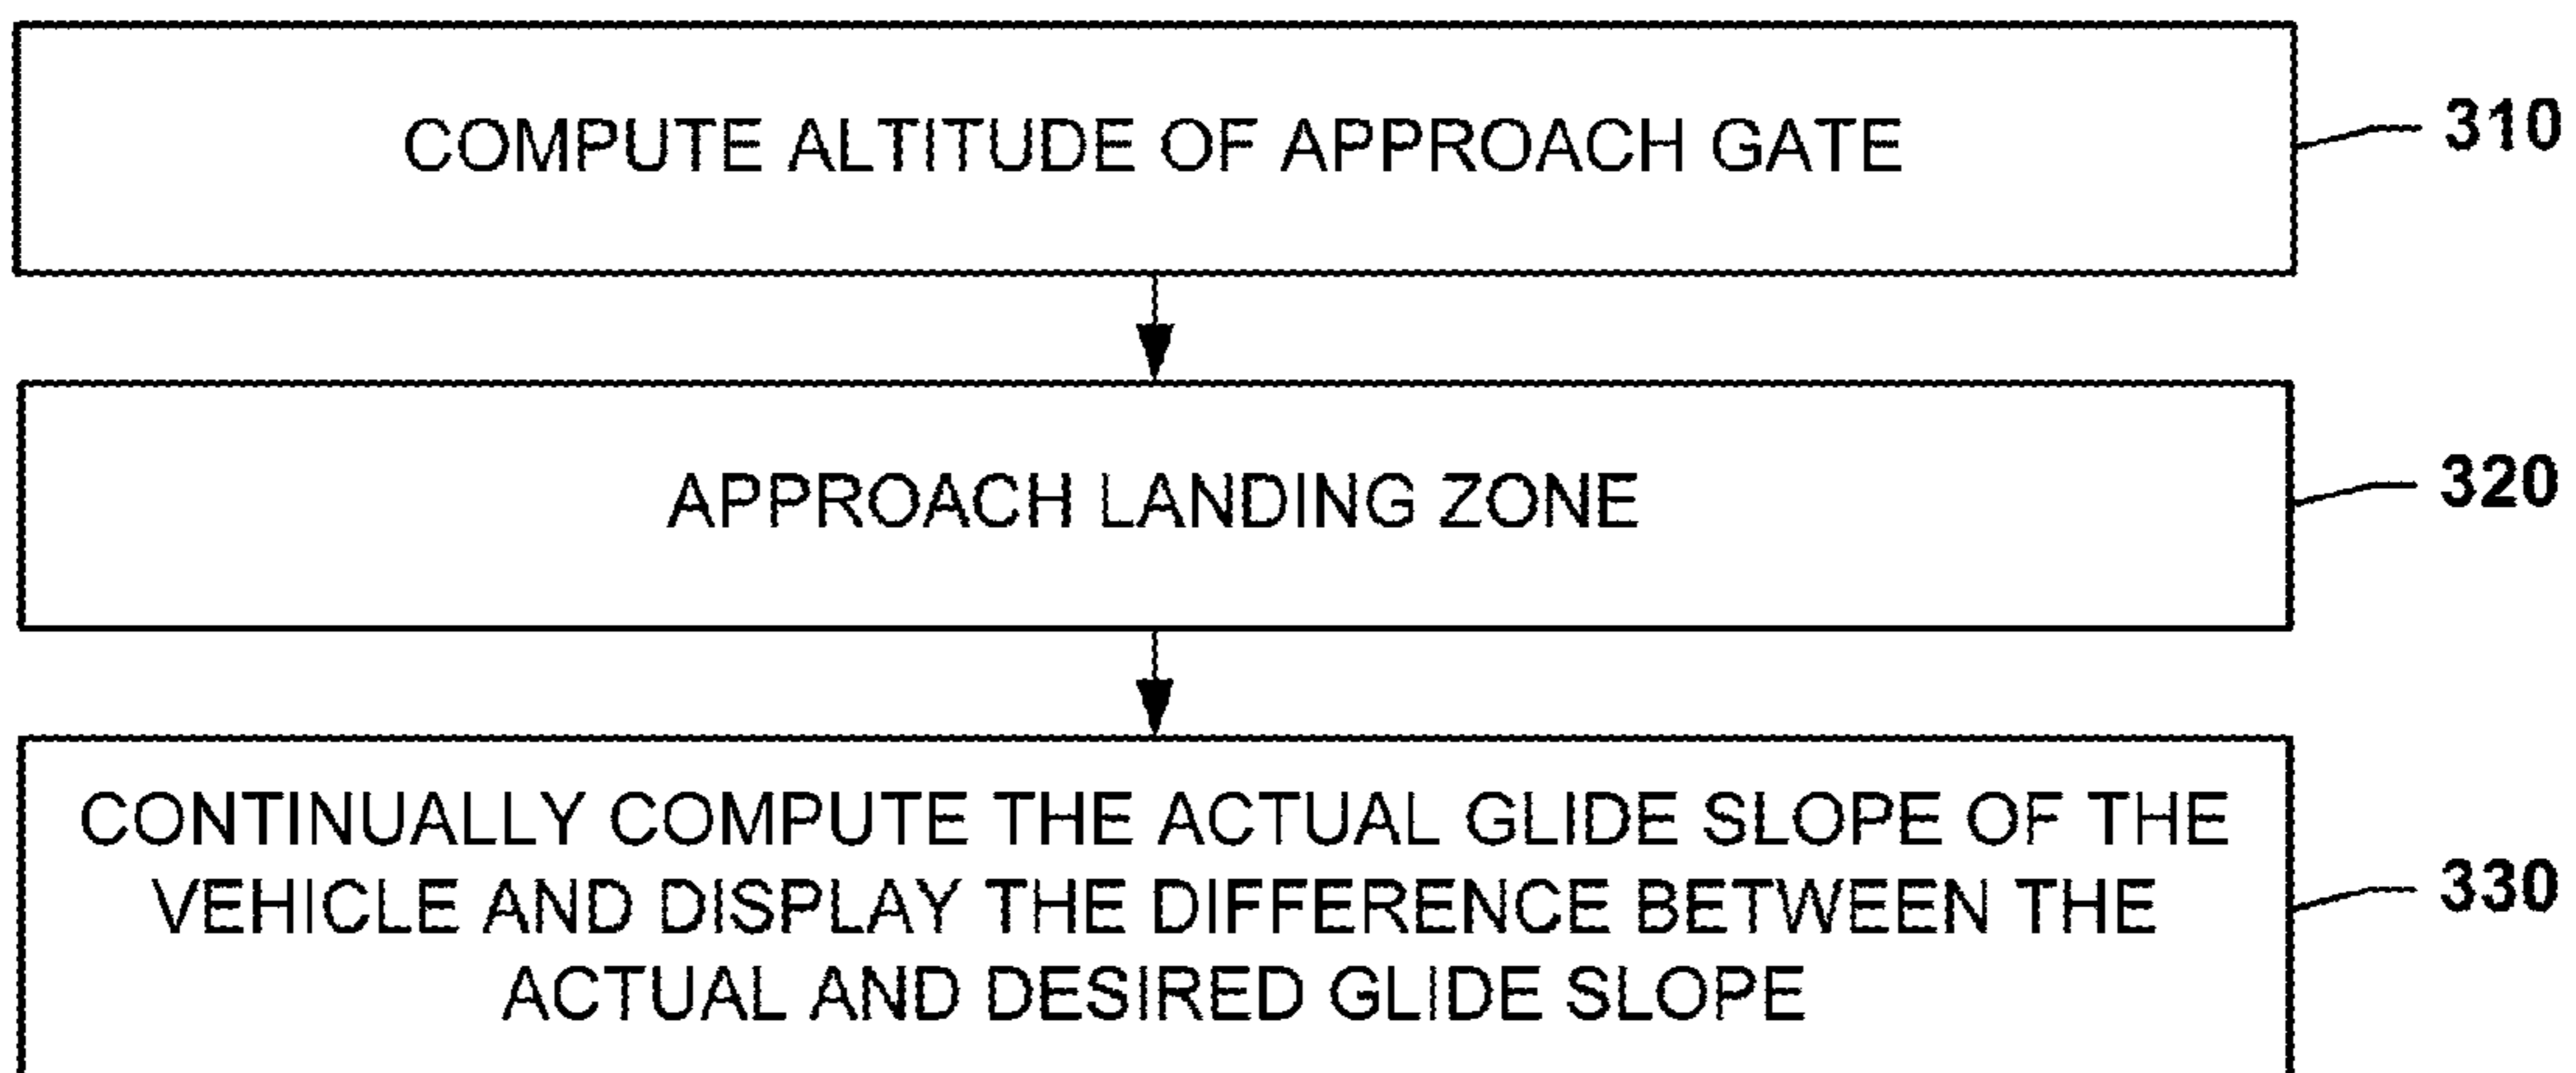 COMPUTE ALTITUDE OF APPROACH GATE
310
APPROACH LANDING ZONE
320
CONTINUALLY COMPUTE THE ACTUAL GLIDE SLOPE OF THE
VEHICLE AND DISPLAY THE DIFFERENCE BETWEEN THE
ACTUAL AND DESIRED GLIDE SLOPE
330